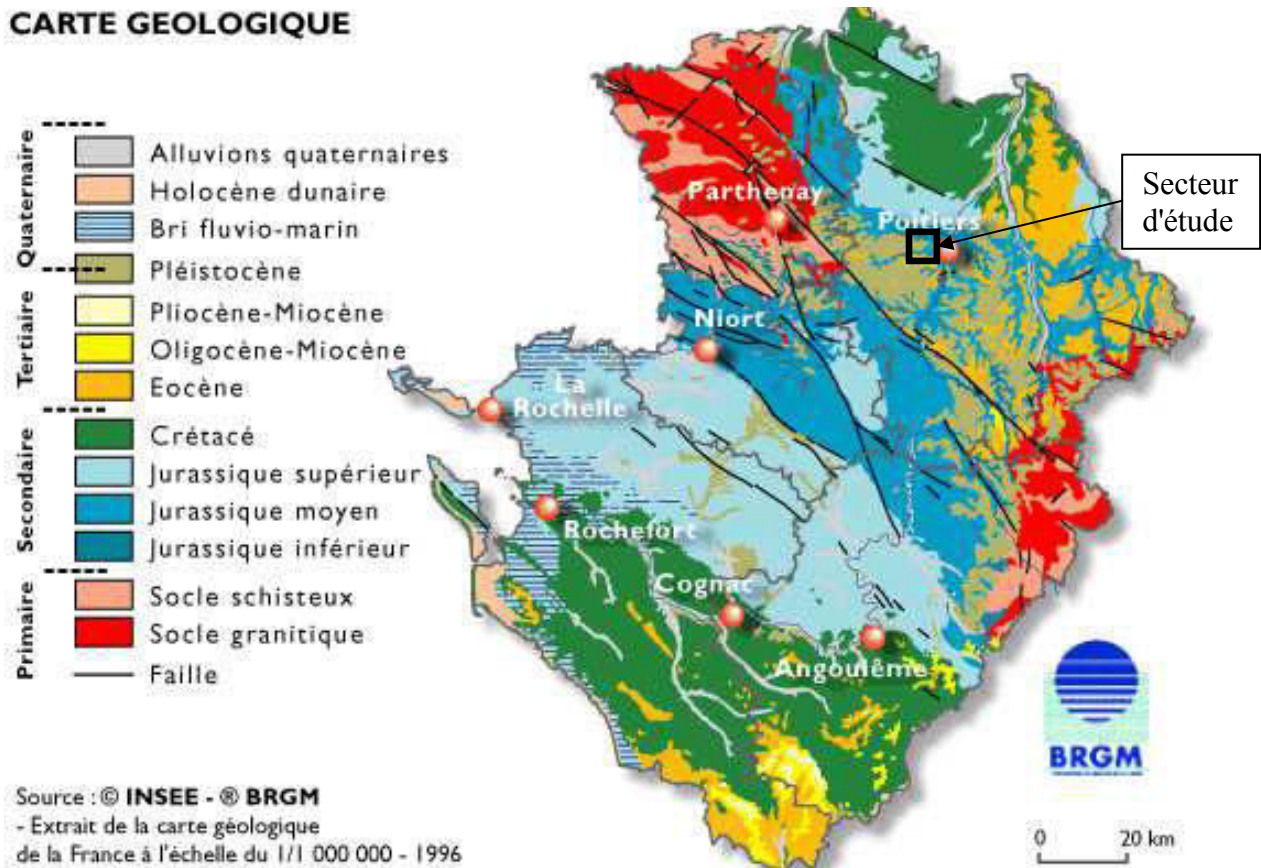 CARTE GEOLOGIQUE
Quaternaire
Alluvions quaternaires
Holocène dunaire
Bri fluvio-marin
Pléistocène
Tertiaire
Pliocène-Miocène
Oligocène-Miocène
Eocène
Secondaire
Crétacé
Jurassique supérieur
Jurassique moyen
Jurassique inférieur
Primaire
Socle schisteux
Socle granitique
Faille
Parthenay
Poitiers
Secteur
d'étude
Niort
La
Rochelle
Rochefort
Cognac
Angoulême
BRGM
Source : © INSEE - ® BRGM
- Extrait de la carte géologique
de la France à l'échelle du 1/1 000 000 - 1996
0 20 km